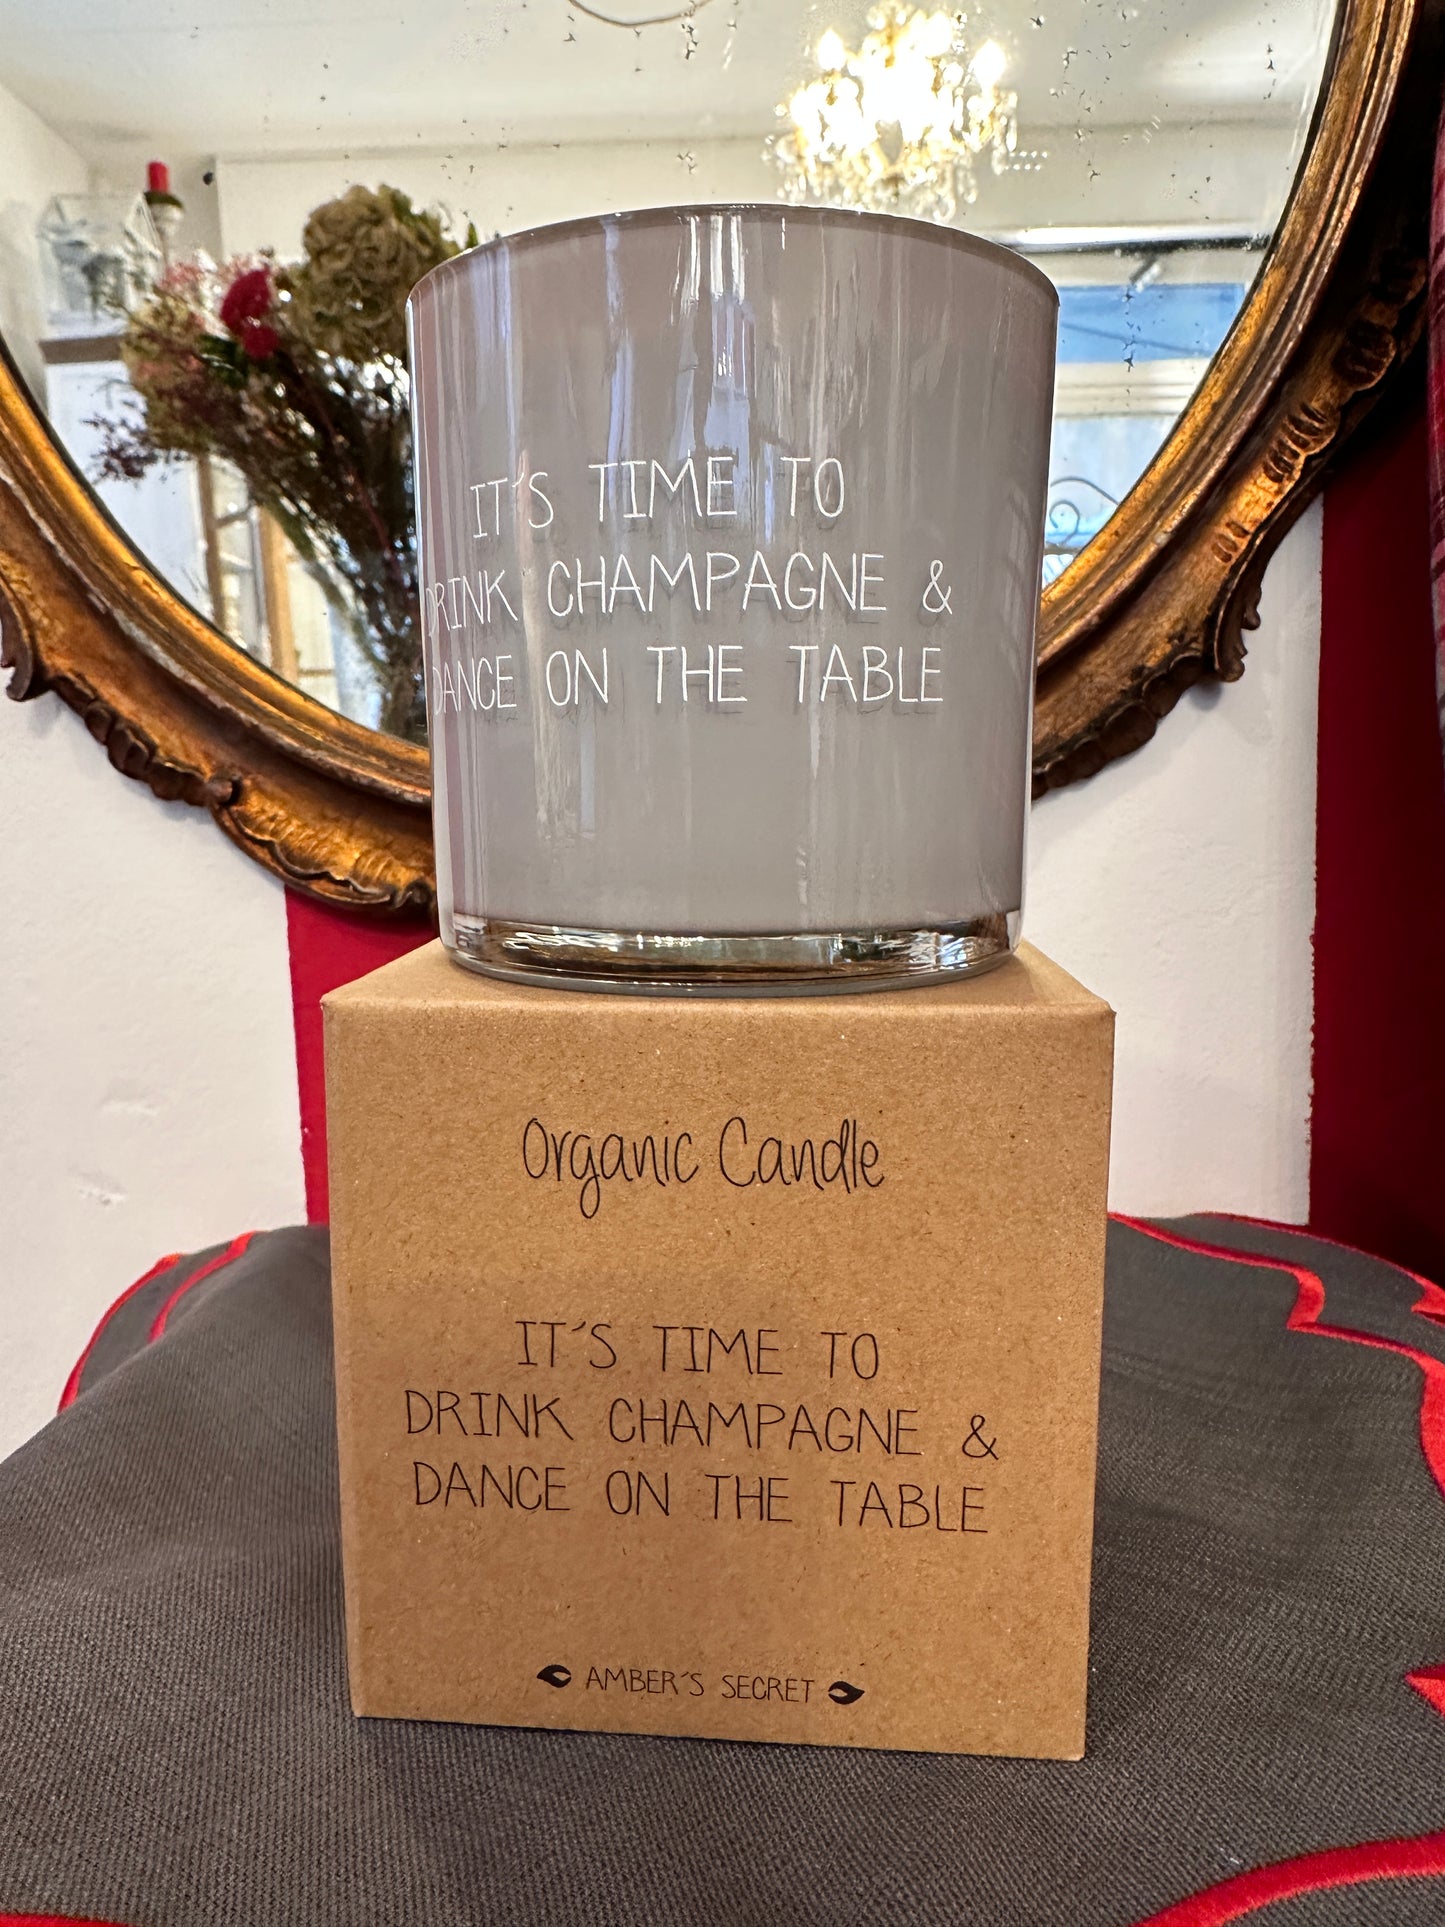 IT´S TIME TO
DRINK CHAMPAGNE &
DANCE ON THE TABLE
Organic Candle
IT´S TIME TO
DRINK CHAMPAGNE &
DANCE ON THE TABLE
AMBER´S SECRET